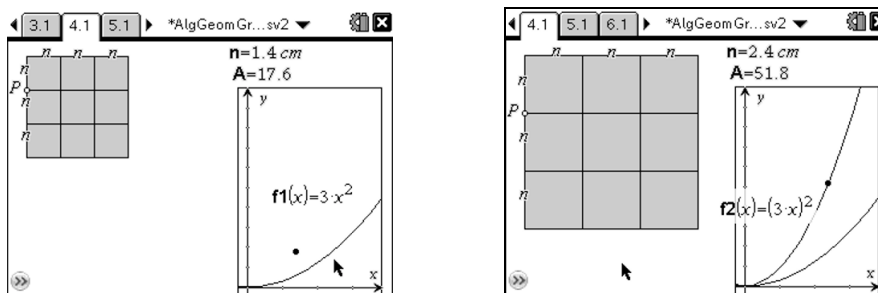 3.1 4.1 5.1 *AlgGeomGr...sv2
n n n
n
P
n
n
n=1.4 cm
A=17.6
y
f1(x)=3·x²
x
4.1 5.1 6.1 *AlgGeomGr...sv2
n n n
n
P
n
n
n=2.4 cm
A=51.8
y
f2(x)=(3·x)²
x